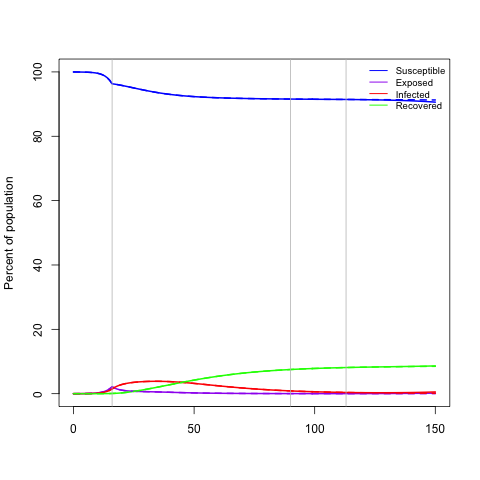 Percent of population
100
80
60
40
20
0
Susceptible
Exposed
Infected
Recovered
0 50 100 150